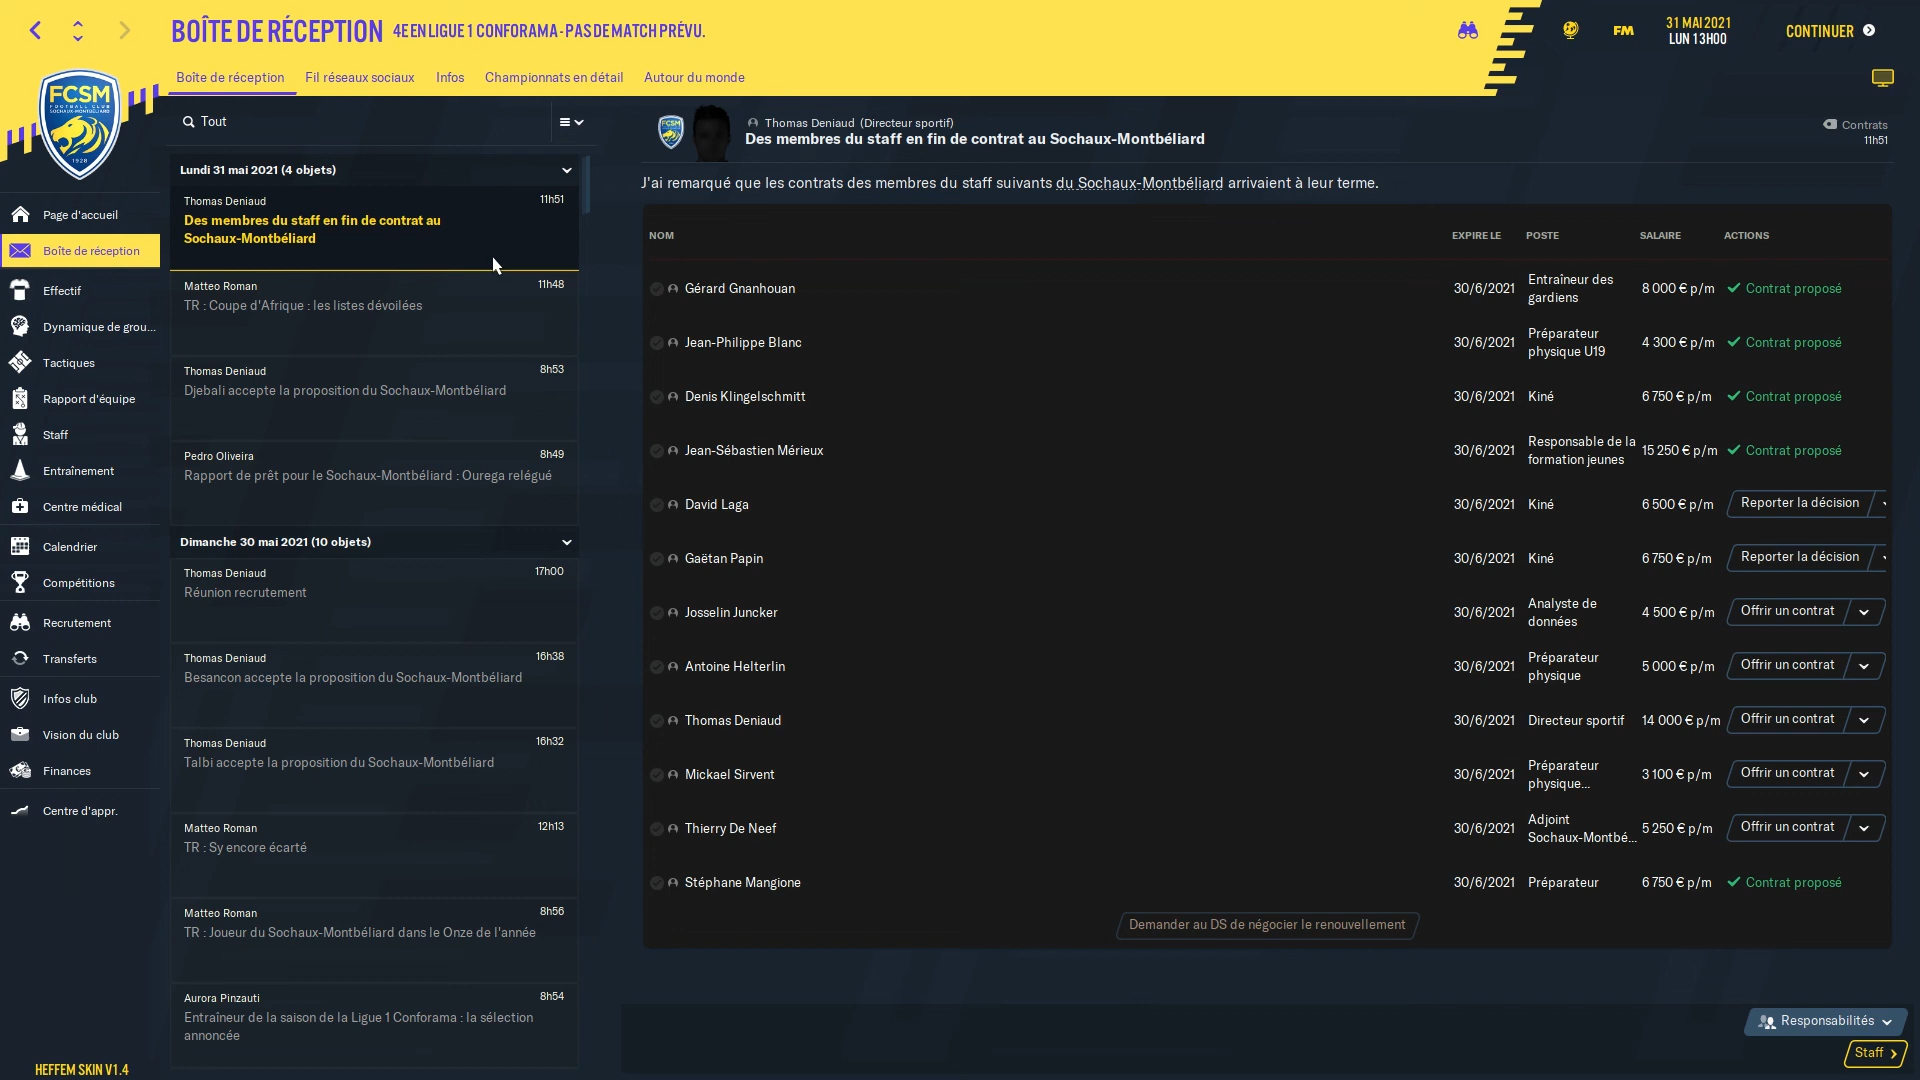 BOÎTE DE RÉCEPTION 4E EN LIGUE 1 CONFORAMA - PAS DE MATCH PRÉVU.
FM
31 MAI 2021
LUN 13H00
CONTINUER
Boîte de réception Fil réseaux sociaux Infos Championnats en détail Autour du monde
FCSM
FOOTBALL CLUB
SOCHAUX-MONTBÉLIARD
1928
Page d'accueil
Boîte de réception
Effectif
Dynamique de grou...
Tactiques
Rapport d'équipe
Staff
Entraînement
Centre médical
Calendrier
Compétitions
Recrutement
Transferts
Infos club
Vision du club
Finances
Centre d'appr.
HEFFEM SKIN V1.4
Tout
Lundi 31 mai 2021 (4 objets)
Thomas Deniaud 11h51
Des membres du staff en fin de contrat au
Sochaux-Montbéliard
Matteo Roman 11h48
TR : Coupe d'Afrique : les listes dévoilées
Thomas Deniaud 8h53
Djebali accepte la proposition du Sochaux-Montbéliard
Pedro Oliveira 8h49
Rapport de prêt pour le Sochaux-Montbéliard : Ourega relégué
Dimanche 30 mai 2021 (10 objets)
Thomas Deniaud 17h00
Réunion recrutement
Thomas Deniaud 16h38
Besancon accepte la proposition du Sochaux-Montbéliard
Thomas Deniaud 16h32
Talbi accepte la proposition du Sochaux-Montbéliard
Matteo Roman 12h13
TR : Sy encore écarté
Matteo Roman 8h56
TR : Joueur du Sochaux-Montbéliard dans le Onze de l'année
Aurora Pinzauti 8h54
Entraîneur de la saison de la Ligue 1 Conforama : la sélection
annoncée
FCSM
Thomas Deniaud (Directeur sportif)
Des membres du staff en fin de contrat au Sochaux-Montbéliard
Contrats
11h51
J'ai remarqué que les contrats des membres du staff suivants du Sochaux-Montbéliard arrivaient à leur terme.
NOM EXPIRE LE POSTE SALAIRE ACTIONS
Gérard Gnanhouan 30/6/2021 Entraîneur des gardiens 8 000 € p/m Contrat proposé
Jean-Philippe Blanc 30/6/2021 Préparateur physique U19 4 300 € p/m Contrat proposé
Denis Klingelschmitt 30/6/2021 Kiné 6 750 € p/m Contrat proposé
Jean-Sébastien Mérieux 30/6/2021 Responsable de la formation jeunes 15 250 € p/m Contrat proposé
David Laga 30/6/2021 Kiné 6 500 € p/m Reporter la décision
Gaëtan Papin 30/6/2021 Kiné 6 750 € p/m Reporter la décision
Josselin Juncker 30/6/2021 Analyste de données 4 500 € p/m Offrir un contrat
Antoine Helterlin 30/6/2021 Préparateur physique 5 000 € p/m Offrir un contrat
Thomas Deniaud 30/6/2021 Directeur sportif 14 000 € p/m Offrir un contrat
Mickael Sirvent 30/6/2021 Préparateur physique... 3 100 € p/m Offrir un contrat
Thierry De Neef 30/6/2021 Adjoint Sochaux-Montbé... 5 250 € p/m Offrir un contrat
Stéphane Mangione 30/6/2021 Préparateur 6 750 € p/m Contrat proposé
Demander au DS de négocier le renouvellement
Responsabilités
Staff